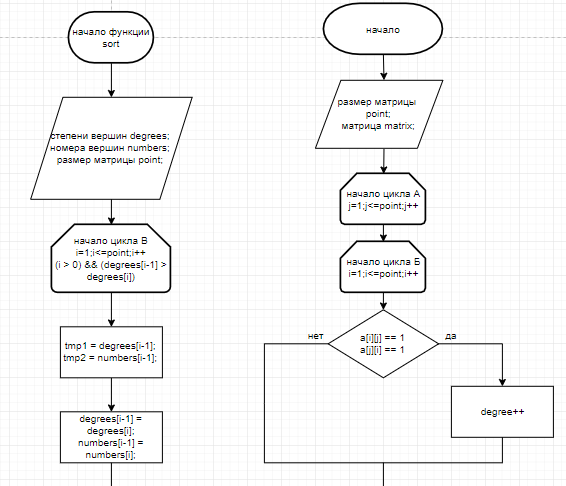 начало функции
sort
степени вершин degrees;
номера вершин numbers;
размер матрицы point;
начало цикла В
i=1;i<=point;i++
(i > 0) && (degrees[i-1] >
degrees[i])
tmp1 = degrees[i-1];
tmp2 = numbers[i-1];
degrees[i-1] =
degrees[i];
numbers[i-1] =
numbers[i];
начало
размер матрицы
point;
матрица matrix;
начало цикла А
j=1;j<=point;j++
начало цикла Б
i=1;i<=point;i++
нет
a[i][j] == 1
a[j][i] == 1
да
degree++